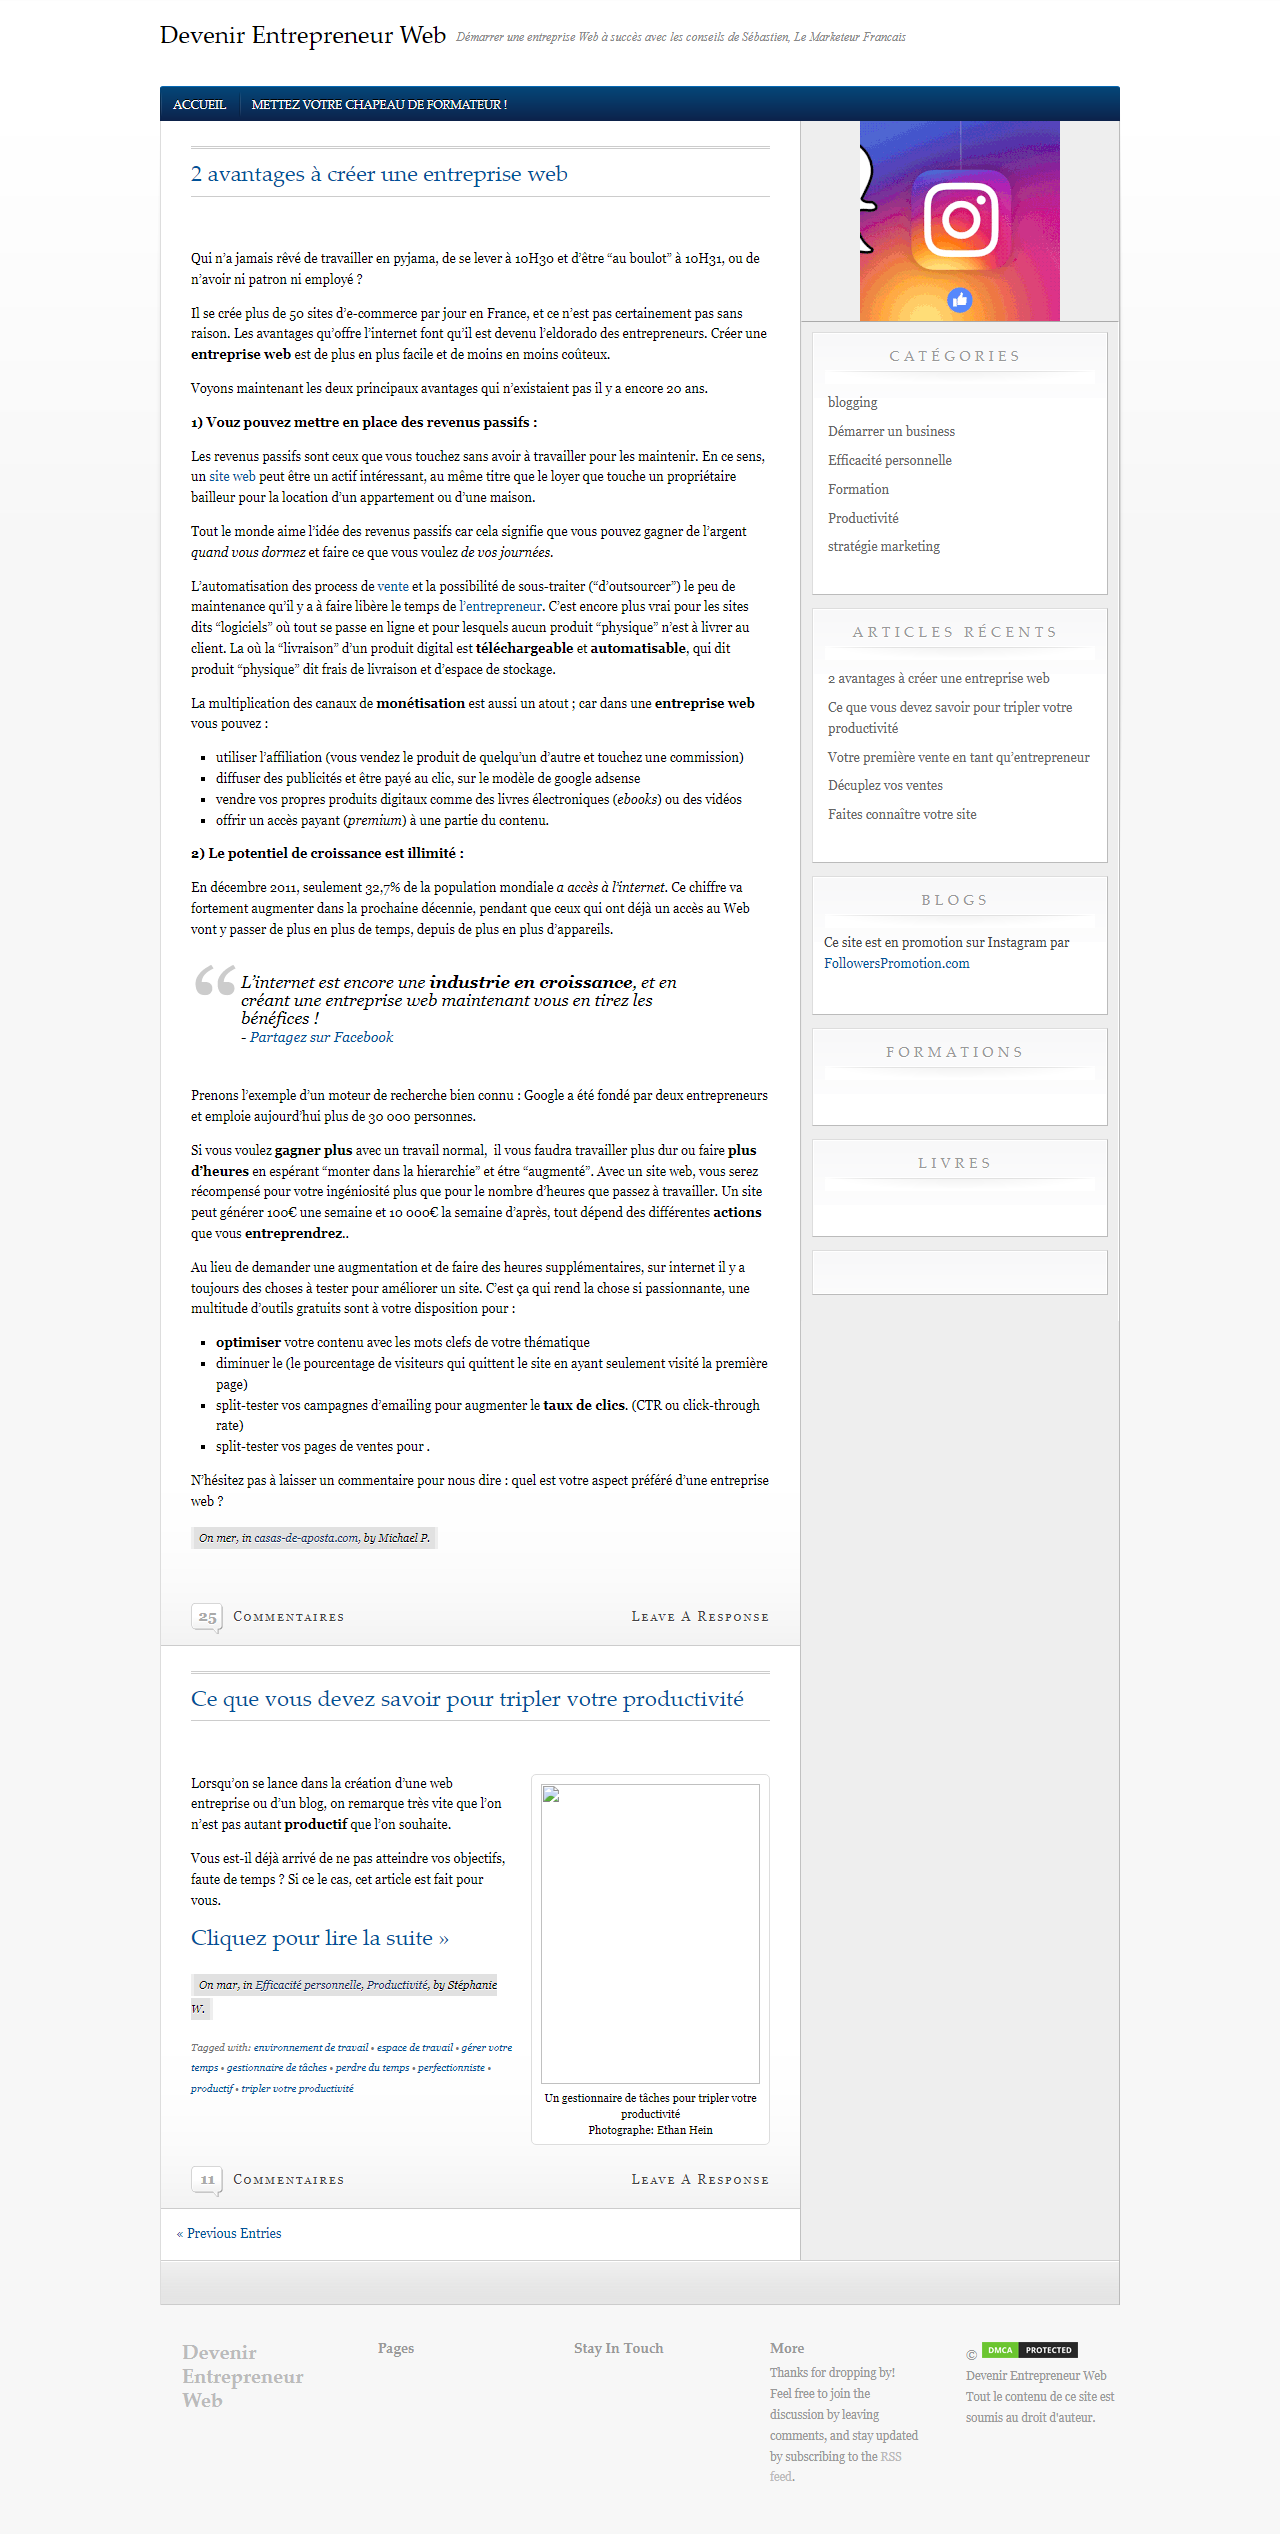 Devenir Entrepreneur Web
Démarrer une entreprise Web à succès avec les conseils de Sébastien, Le Marketeur Francais
ACCUEIL
METTEZ VOTRE CHAPEAU DE FORMATEUR !
2 avantages à créer une entreprise web
Qui n’a jamais rêvé de travailler en pyjama, de se lever à 10H30 et d’être “au boulot” à 10H31, ou de
n’avoir ni patron ni employé ?
Il se crée plus de 50 sites d’e-commerce par jour en France, et ce n’est pas certainement pas sans
raison. Les avantages qu’offre l’internet font qu’il est devenu l’eldorado des entrepreneurs. Créer une
entreprise web est de plus en plus facile et de moins en moins coûteux.
Voyons maintenant les deux principaux avantages qui n’existaient pas il y a encore 20 ans.
1) Vouz pouvez mettre en place des revenus passifs :
Les revenus passifs sont ceux que vous touchez sans avoir à travailler pour les maintenir. En ce sens,
un site web peut être un actif intéressant, au même titre que le loyer que touche un propriétaire
bailleur pour la location d’un appartement ou d’une maison.
Tout le monde aime l’idée des revenus passifs car cela signifie que vous pouvez gagner de l’argent
quand vous dormez et faire ce que vous voulez de vos journées.
L’automatisation des process de vente et la possibilité de sous-traiter (“d’outsourcer”) le peu de
maintenance qu’il y a à faire libère le temps de l’entrepreneur. C’est encore plus vrai pour les sites
dits “logiciels” où tout se passe en ligne et pour lesquels aucun produit “physique” n’est à livrer au
client. La où la “livraison” d’un produit digital est téléchargeable et automatisable, qui dit
produit “physique” dit frais de livraison et d’espace de stockage.
La multiplication des canaux de monétisation est aussi un atout ; car dans une entreprise web
vous pouvez :
▪ utiliser l’affiliation (vous vendez le produit de quelqu’un d’autre et touchez une commission)
▪ diffuser des publicités et être payé au clic, sur le modèle de google adsense
▪ vendre vos propres produits digitaux comme des livres électroniques (ebooks) ou des vidéos
▪ offrir un accès payant (premium) à une partie du contenu.
2) Le potentiel de croissance est illimité :
En décembre 2011, seulement 32,7% de la population mondiale a accès à l’internet. Ce chiffre va
fortement augmenter dans la prochaine décennie, pendant que ceux qui ont déjà un accès au Web
vont y passer de plus en plus de temps, depuis de plus en plus d’appareils.
“ L’internet est encore une industrie en croissance, et en
créant une entreprise web maintenant vous en tirez les
bénéfices !
- Partagez sur Facebook
Prenons l’exemple d’un moteur de recherche bien connu : Google a été fondé par deux entrepreneurs
et emploie aujourd’hui plus de 30 000 personnes.
Si vous voulez gagner plus avec un travail normal, il vous faudra travailler plus dur ou faire plus
d’heures en espérant “monter dans la hierarchie” et étre “augmenté”. Avec un site web, vous serez
récompensé pour votre ingéniosité plus que pour le nombre d’heures que passez à travailler. Un site
peut générer 100€ une semaine et 10 000€ la semaine d’après, tout dépend des différentes actions
que vous entreprendrez..
Au lieu de demander une augmentation et de faire des heures supplémentaires, sur internet il y a
toujours des choses à tester pour améliorer un site. C’est ça qui rend la chose si passionnante, une
multitude d’outils gratuits sont à votre disposition pour :
▪ optimiser votre contenu avec les mots clefs de votre thématique
▪ diminuer le (le pourcentage de visiteurs qui quittent le site en ayant seulement visité la première
page)
▪ split-tester vos campagnes d’emailing pour augmenter le taux de clics. (CTR ou click-through
rate)
▪ split-tester vos pages de ventes pour .
N’hésitez pas à laisser un commentaire pour nous dire : quel est votre aspect préféré d’une entreprise
web ?
On mer, in casas-de-aposta.com, by Michael P.
25 Commentaires
Leave A Response
Ce que vous devez savoir pour tripler votre productivité
Lorsqu’on se lance dans la création d’une web
entreprise ou d’un blog, on remarque très vite que l’on
n’est pas autant productif que l’on souhaite.
Vous est-il déjà arrivé de ne pas atteindre vos objectifs,
faute de temps ? Si ce le cas, cet article est fait pour
vous.
Cliquez pour lire la suite »
On mar, in Efficacité personnelle, Productivité, by Stéphanie
W.
Tagged with: environnement de travail • espace de travail • gérer votre
temps • gestionnaire de tâches • perdre du temps • perfectionniste •
productif • tripler votre productivité
Un gestionnaire de tâches pour tripler votre
productivité
Photographe: Ethan Hein
11 Commentaires
Leave A Response
« Previous Entries
CATÉGORIES
blogging
Démarrer un business
Efficacité personnelle
Formation
Productivité
stratégie marketing
ARTICLES RÉCENTS
2 avantages à créer une entreprise web
Ce que vous devez savoir pour tripler votre
productivité
Votre première vente en tant qu’entrepreneur
Décuplez vos ventes
Faites connaître votre site
BLOGS
Ce site est en promotion sur Instagram par
FollowersPromotion.com
FORMATIONS
LIVRES
Devenir
Entrepreneur
Web
Pages
Stay In Touch
More
Thanks for dropping by!
Feel free to join the
discussion by leaving
comments, and stay updated
by subscribing to the RSS
feed.
© DMCA PROTECTED
Devenir Entrepreneur Web
Tout le contenu de ce site est
soumis au droit d'auteur.